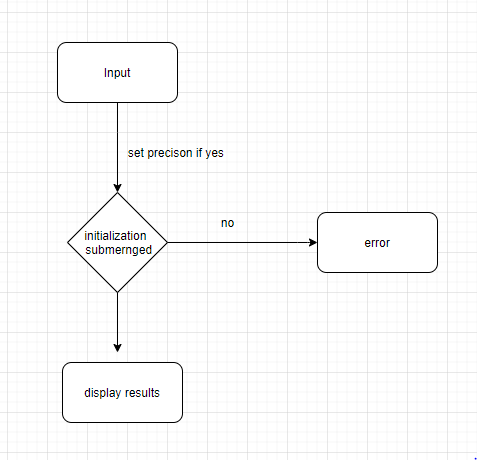 Input
set precison if yes
no
initialization
submernged
error
display results